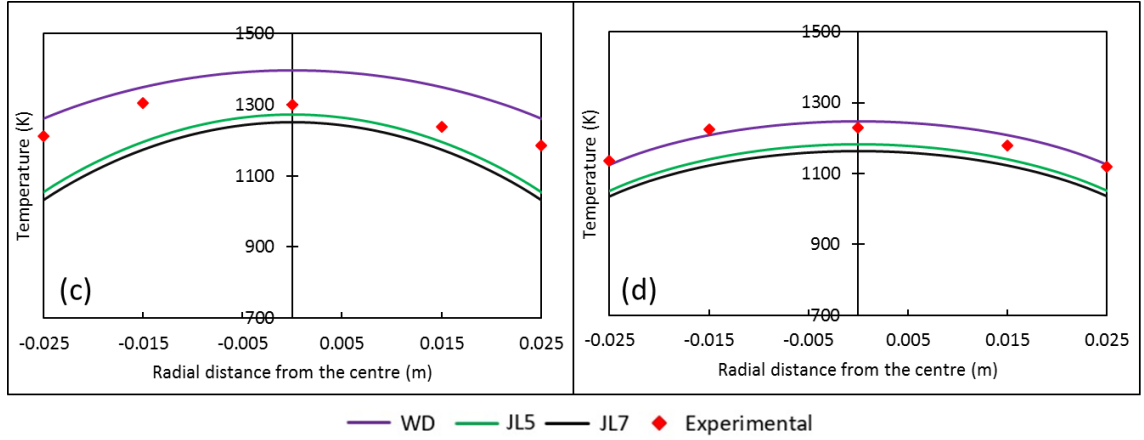 1500
1300
1100
900
700
Temperature (K)
(c)
-0.025 -0.015 -0.005 0.005 0.015 0.025
Radial distance from the centre (m)
1500
1300
1100
900
700
Temperature (K)
(d)
-0.025 -0.015 -0.005 0.005 0.015 0.025
Radial distance from the centre (m)
WD JL5 JL7 Experimental